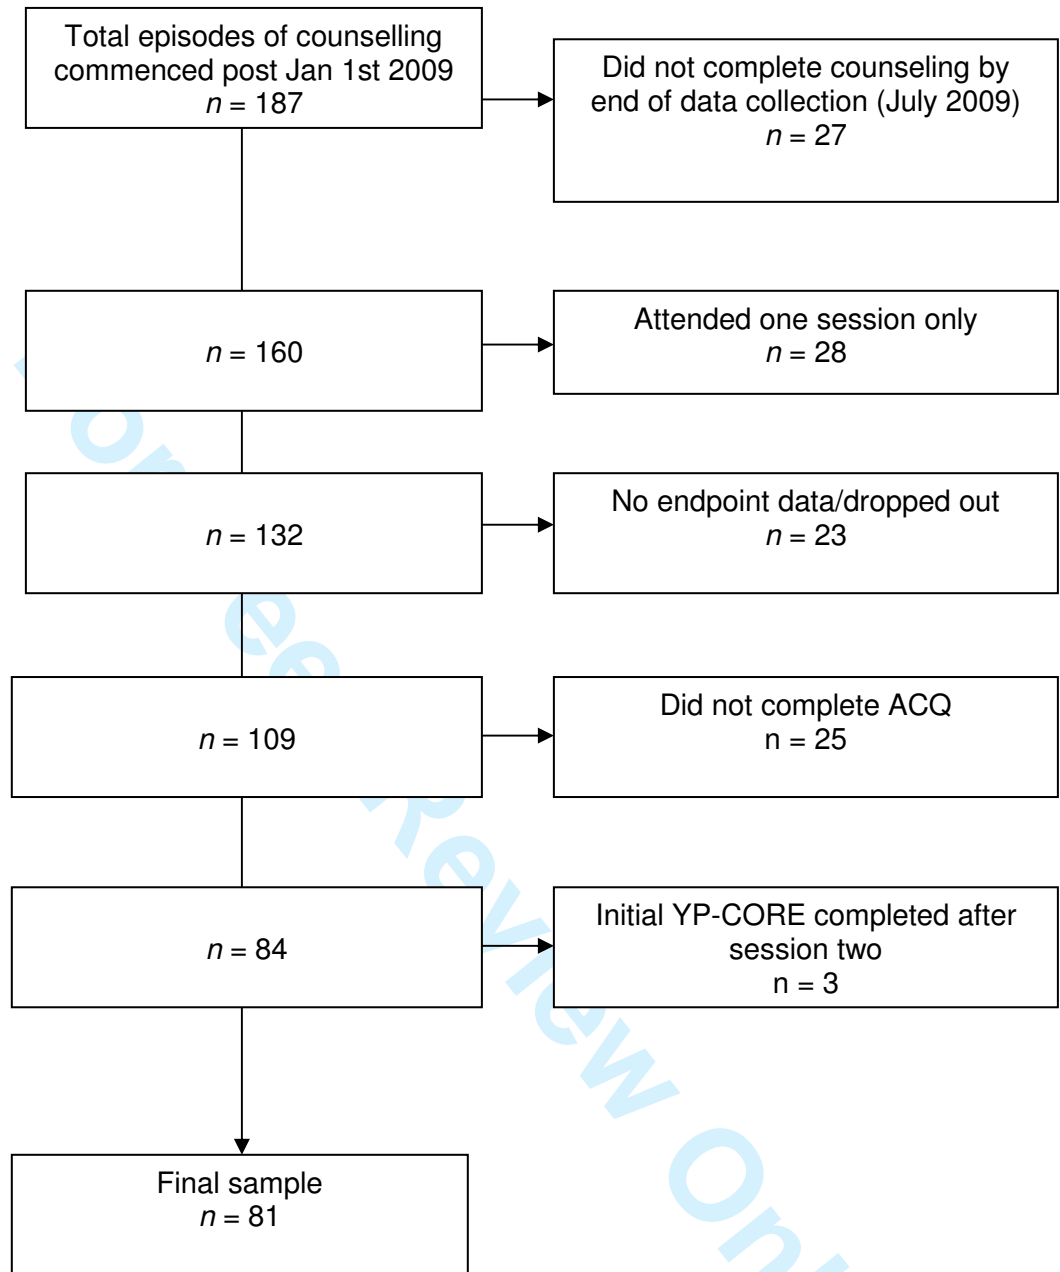 Total episodes of counselling
commenced post Jan 1st 2009
n = 187
Did not complete counseling by
end of data collection (July 2009)
n = 27
n = 160
Attended one session only
n = 28
n = 132
No endpoint data/dropped out
n = 23
n = 109
Did not complete ACQ
n = 25
n = 84
Initial YP-CORE completed after
session two
n = 3
Final sample
n = 81